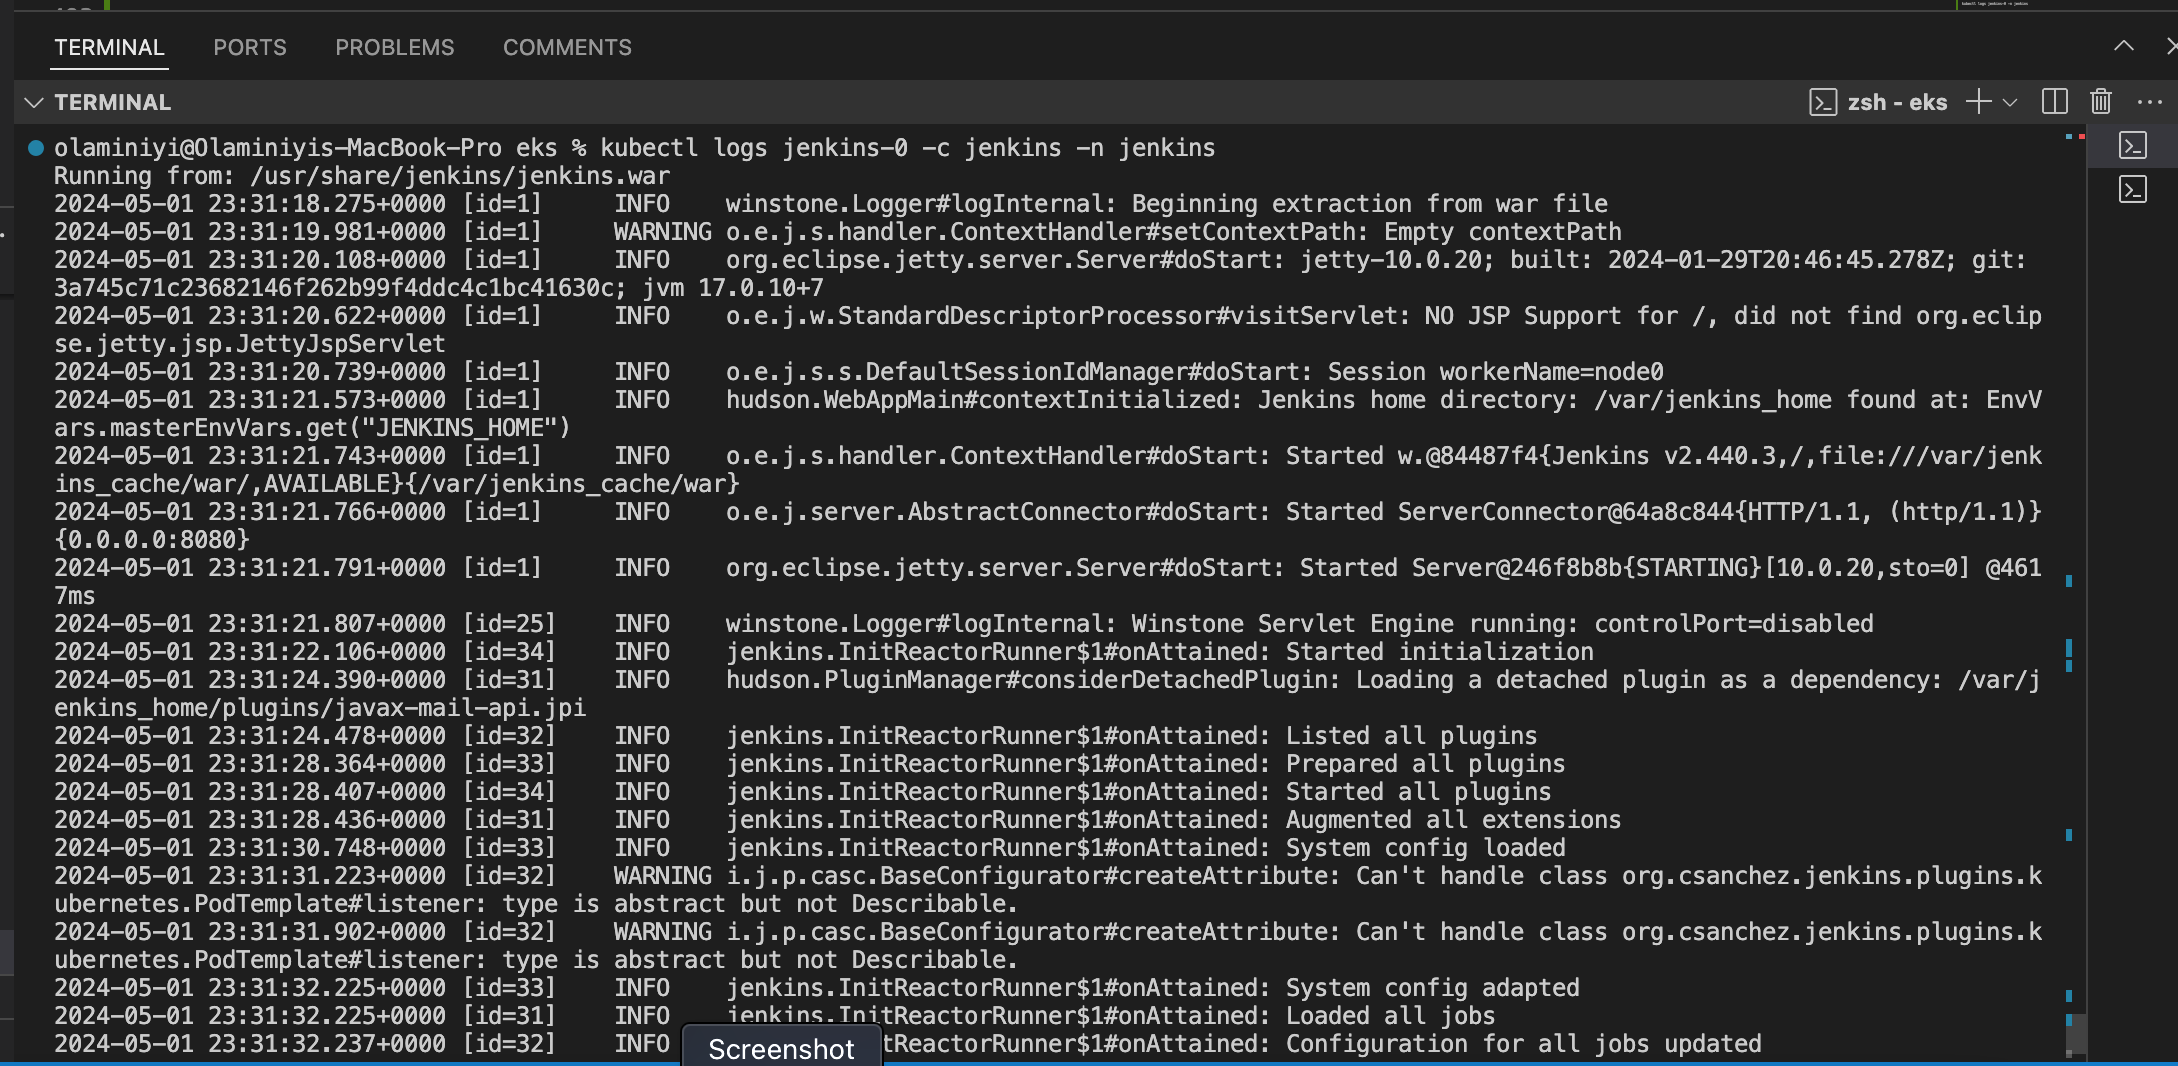 kubectl logs jenkins-0 -n jenkins
TERMINAL PORTS PROBLEMS COMMENTS
TERMINAL zsh - eks
olaminiyi@Olaminiyis-MacBook-Pro eks % kubectl logs jenkins-0 -c jenkins -n jenkins
Running from: /usr/share/jenkins/jenkins.war
2024-05-01 23:31:18.275+0000 [id=1] INFO winstone.Logger#logInternal: Beginning extraction from war file
2024-05-01 23:31:19.981+0000 [id=1] WARNING o.e.j.s.handler.ContextHandler#setContextPath: Empty contextPath
2024-05-01 23:31:20.108+0000 [id=1] INFO org.eclipse.jetty.server.Server#doStart: jetty-10.0.20; built: 2024-01-29T20:46:45.278Z; git:
3a745c71c23682146f262b99f4ddc4c1bc41630c; jvm 17.0.10+7
2024-05-01 23:31:20.622+0000 [id=1] INFO o.e.j.w.StandardDescriptorProcessor#visitServlet: NO JSP Support for /, did not find org.eclip
se.jetty.jsp.JettyJspServlet
2024-05-01 23:31:20.739+0000 [id=1] INFO o.e.j.s.s.DefaultSessionIdManager#doStart: Session workerName=node0
2024-05-01 23:31:21.573+0000 [id=1] INFO hudson.WebAppMain#contextInitialized: Jenkins home directory: /var/jenkins_home found at: EnvV
ars.masterEnvVars.get("JENKINS_HOME")
2024-05-01 23:31:21.743+0000 [id=1] INFO o.e.j.s.handler.ContextHandler#doStart: Started w.@84487f4{Jenkins v2.440.3,/,file:///var/jenk
ins_cache/war/,AVAILABLE}{/var/jenkins_cache/war}
2024-05-01 23:31:21.766+0000 [id=1] INFO o.e.j.server.AbstractConnector#doStart: Started ServerConnector@64a8c844{HTTP/1.1, (http/1.1)}
{0.0.0.0:8080}
2024-05-01 23:31:21.791+0000 [id=1] INFO org.eclipse.jetty.server.Server#doStart: Started Server@246f8b8b{STARTING}[10.0.20,sto=0] @461
7ms
2024-05-01 23:31:21.807+0000 [id=25] INFO winstone.Logger#logInternal: Winstone Servlet Engine running: controlPort=disabled
2024-05-01 23:31:22.106+0000 [id=34] INFO jenkins.InitReactorRunner$1#onAttained: Started initialization
2024-05-01 23:31:24.390+0000 [id=31] INFO hudson.PluginManager#considerDetachedPlugin: Loading a detached plugin as a dependency: /var/j
enkins_home/plugins/javax-mail-api.jpi
2024-05-01 23:31:24.478+0000 [id=32] INFO jenkins.InitReactorRunner$1#onAttained: Listed all plugins
2024-05-01 23:31:28.364+0000 [id=33] INFO jenkins.InitReactorRunner$1#onAttained: Prepared all plugins
2024-05-01 23:31:28.407+0000 [id=34] INFO jenkins.InitReactorRunner$1#onAttained: Started all plugins
2024-05-01 23:31:28.436+0000 [id=31] INFO jenkins.InitReactorRunner$1#onAttained: Augmented all extensions
2024-05-01 23:31:30.748+0000 [id=33] INFO jenkins.InitReactorRunner$1#onAttained: System config loaded
2024-05-01 23:31:31.223+0000 [id=32] WARNING i.j.p.casc.BaseConfigurator#createAttribute: Can't handle class org.csanchez.jenkins.plugins.k
ubernetes.PodTemplate#listener: type is abstract but not Describable.
2024-05-01 23:31:31.902+0000 [id=32] WARNING i.j.p.casc.BaseConfigurator#createAttribute: Can't handle class org.csanchez.jenkins.plugins.k
ubernetes.PodTemplate#listener: type is abstract but not Describable.
2024-05-01 23:31:32.225+0000 [id=33] INFO jenkins.InitReactorRunner$1#onAttained: System config adapted
2024-05-01 23:31:32.225+0000 [id=31] INFO jenkins.InitReactorRunner$1#onAttained: Loaded all jobs
2024-05-01 23:31:32.237+0000 [id=32] INFO tReactorRunner$1#onAttained: Configuration for all jobs updated
Screenshot